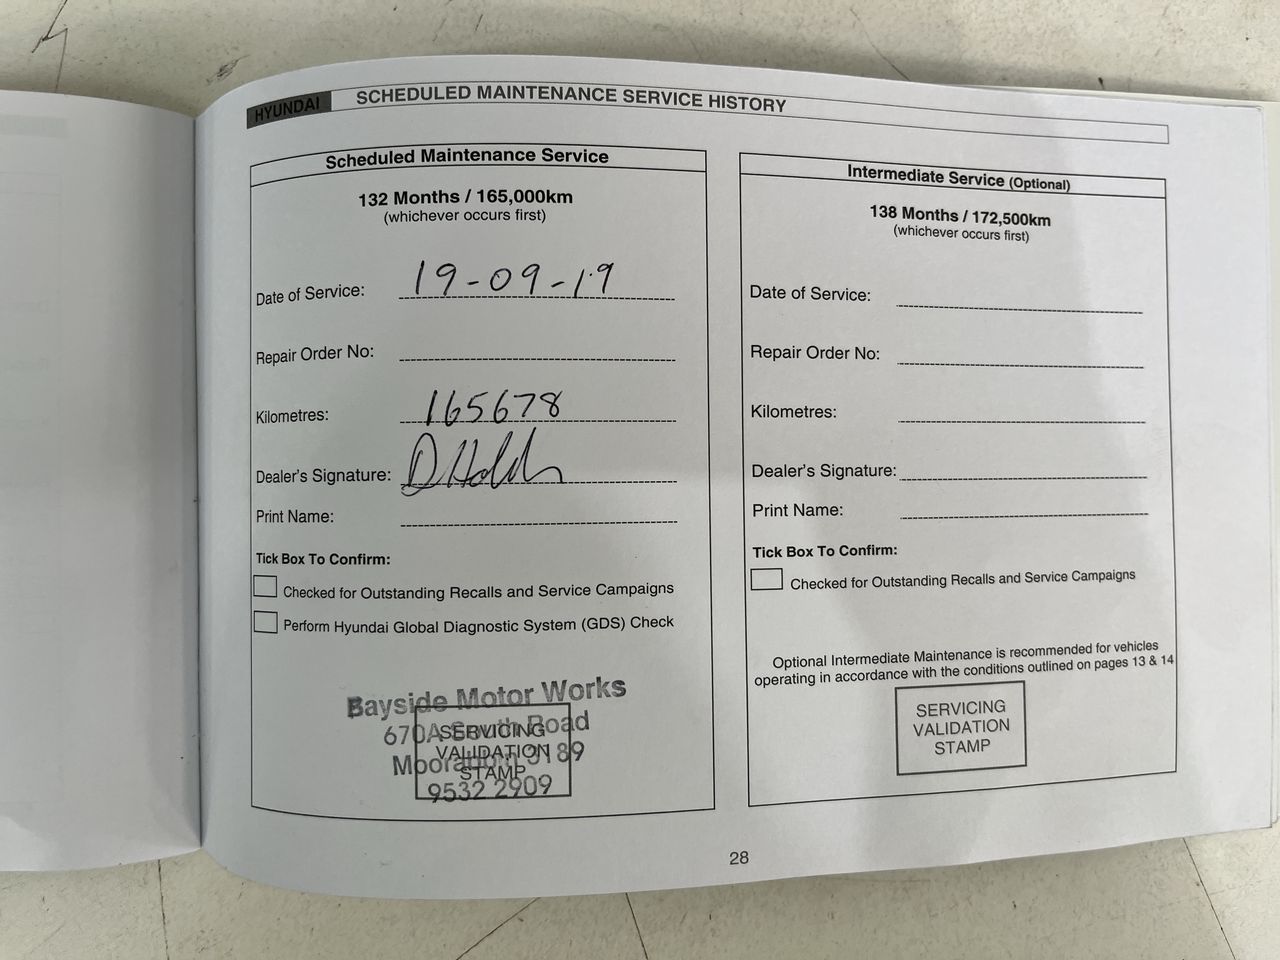 HYUNDAI SCHEDULED MAINTENANCE SERVICE HISTORY
Scheduled Maintenance Service
132 Months / 165,000km
(whichever occurs first)
Date of Service: 19-09-19
Repair Order No:
Kilometres: 165678
Dealer's Signature:
Print Name:
Tick Box To Confirm:
Checked for Outstanding Recalls and Service Campaigns
Perform Hyundai Global Diagnostic System (GDS) Check
Bayside Motor Works
670A South Road
SERVICING
Moorabbin 3189
VALIDATION
STAMP
9532 2909
Intermediate Service (Optional)
138 Months / 172,500km
(whichever occurs first)
Date of Service:
Repair Order No:
Kilometres:
Dealer's Signature:
Print Name:
Tick Box To Confirm:
Checked for Outstanding Recalls and Service Campaigns
Optional Intermediate Maintenance is recommended for vehicles
operating in accordance with the conditions outlined on pages 13 & 14
SERVICING
VALIDATION
STAMP
28